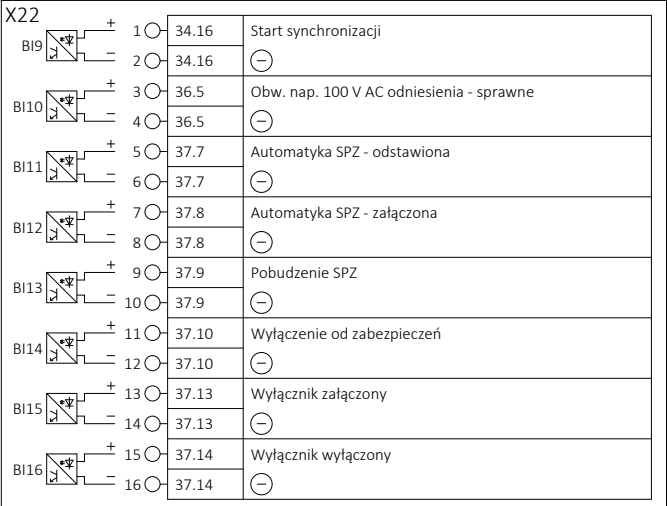 X22
BI9 + 1 34.16 Start synchronizacji
− 2 34.16 −
BI10 + 3 36.5 Obw. nap. 100 V AC odniesienia - sprawne
− 4 36.5 −
BI11 + 5 37.7 Automatyka SPZ - odstawiona
− 6 37.7 −
BI12 + 7 37.8 Automatyka SPZ - załączona
− 8 37.8 −
BI13 + 9 37.9 Pobudzenie SPZ
− 10 37.9 −
BI14 + 11 37.10 Wyłączenie od zabezpieczeń
− 12 37.10 −
BI15 + 13 37.13 Wyłącznik załączony
− 14 37.13 −
BI16 + 15 37.14 Wyłącznik wyłączony
− 16 37.14 −